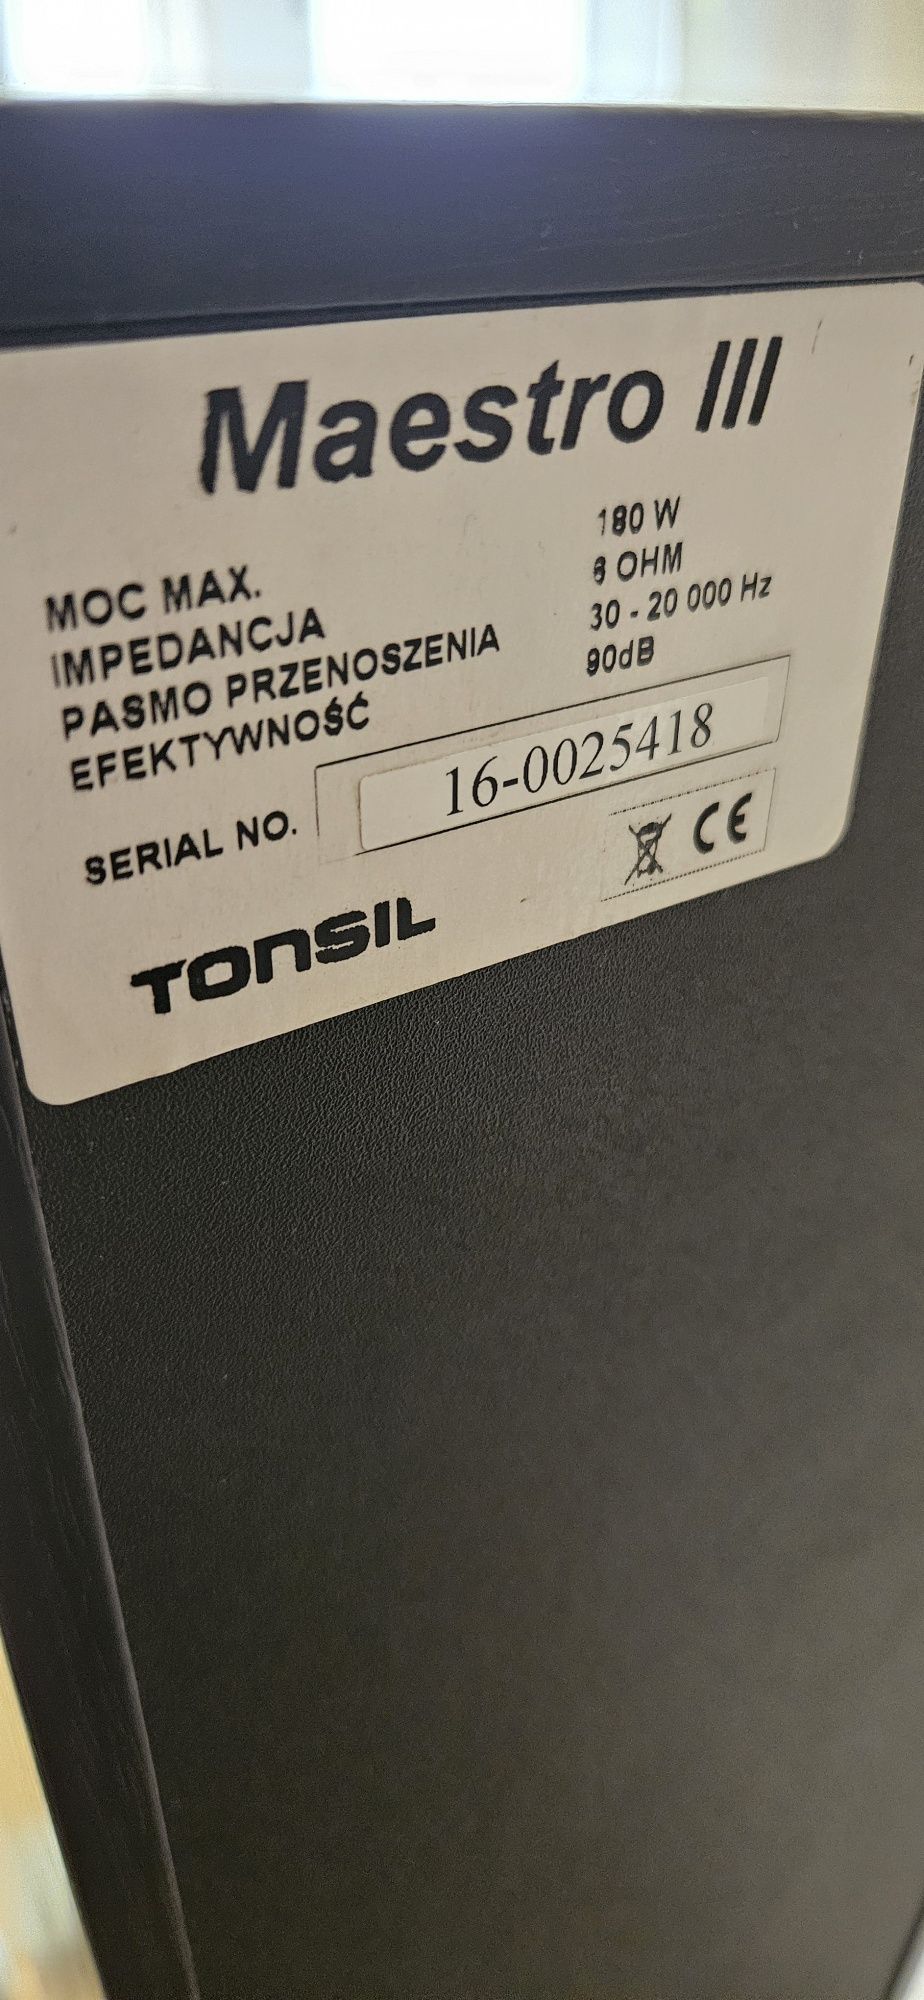 Maestro III
MOC MAX. 180 W
IMPEDANCJA 8 OHM
PASMO PRZENOSZENIA 30 - 20 000 Hz
EFEKTYWNOŚĆ 90dB
SERIAL NO. 16-0025418
CE
TONSIL